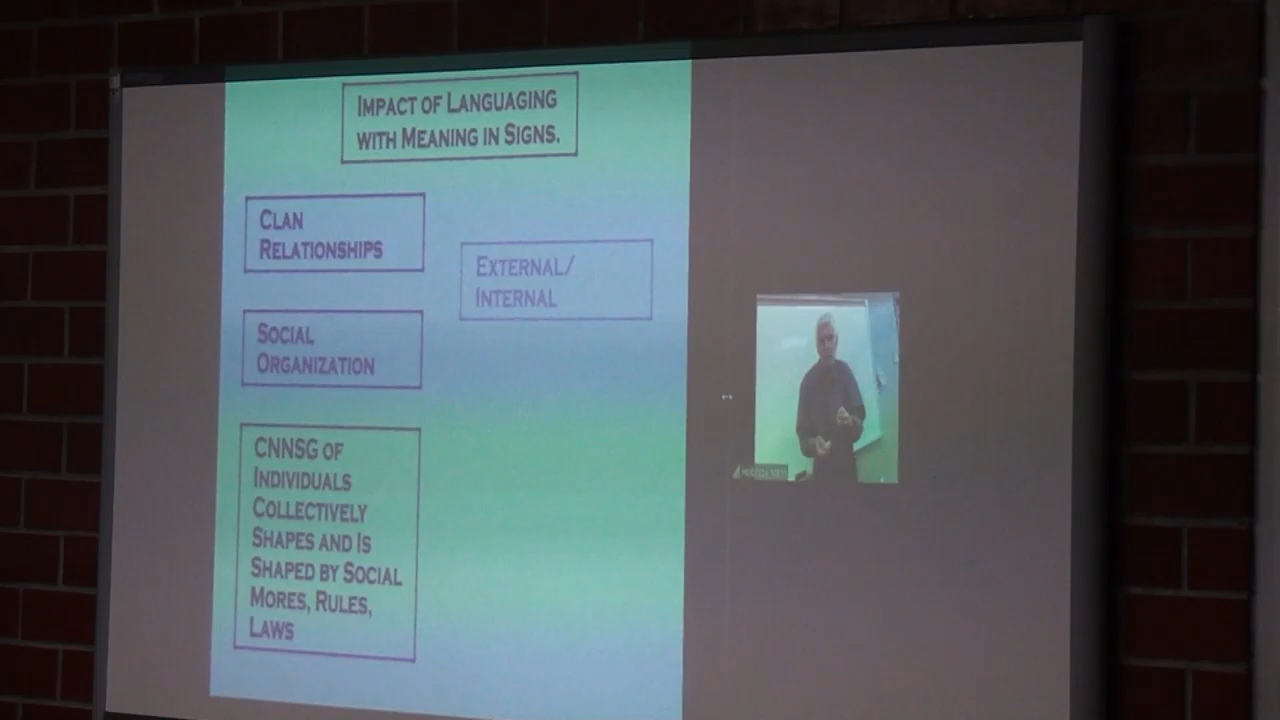 IMPACT OF LANGUAGING
WITH MEANING IN SIGNS.
CLAN
RELATIONSHIPS
EXTERNAL/
INTERNAL
SOCIAL
ORGANIZATION
CNNSG OF
INDIVIDUALS
COLLECTIVELY
SHAPES AND IS
SHAPED BY SOCIAL
MORES, RULES,
LAWS